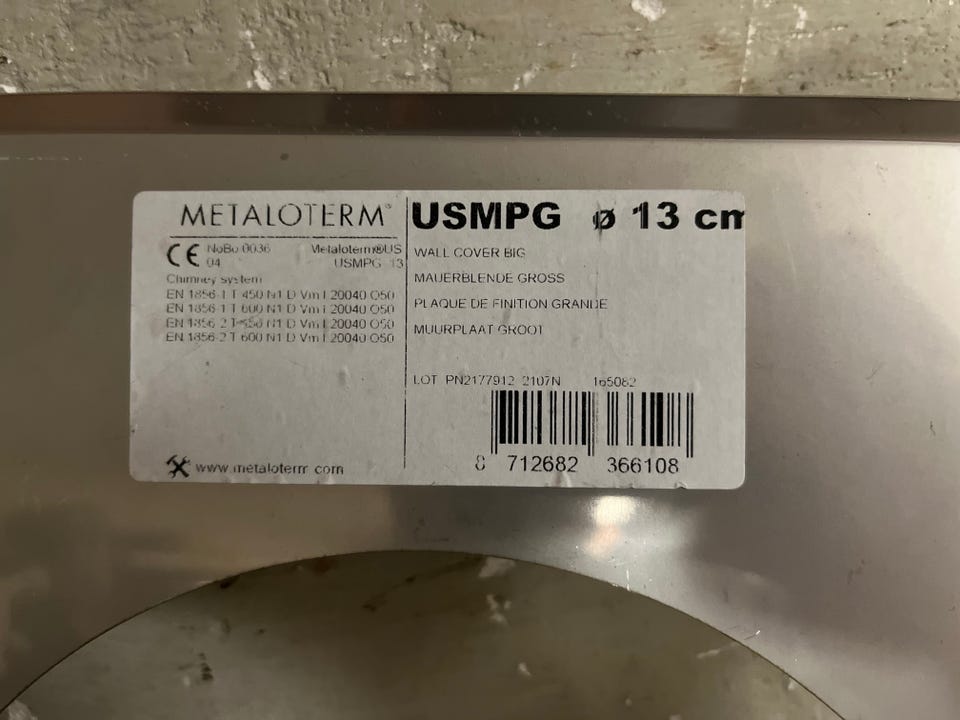 METALOTERM®
CE NoBo 0036 Metaloterm®US
04 USMPG 13
Chimney system
EN 1856-1 T 450 N1 D Vm L20040 O50
EN 1856-1 T 600 N1 D Vm L20040 O50
EN 1856-2 T 450 N1 D Vm L20040 O50
EN 1856-2 T 600 N1 D Vm L20040 O50
www.metaloterm.com
USMPG ø 13 cm
WALL COVER BIG
MAUERBLENDE GROSS
PLAQUE DE FINITION GRANDE
MUURPLAAT GROOT
LOT PN2177912 2107N 165082
8 712682 366108